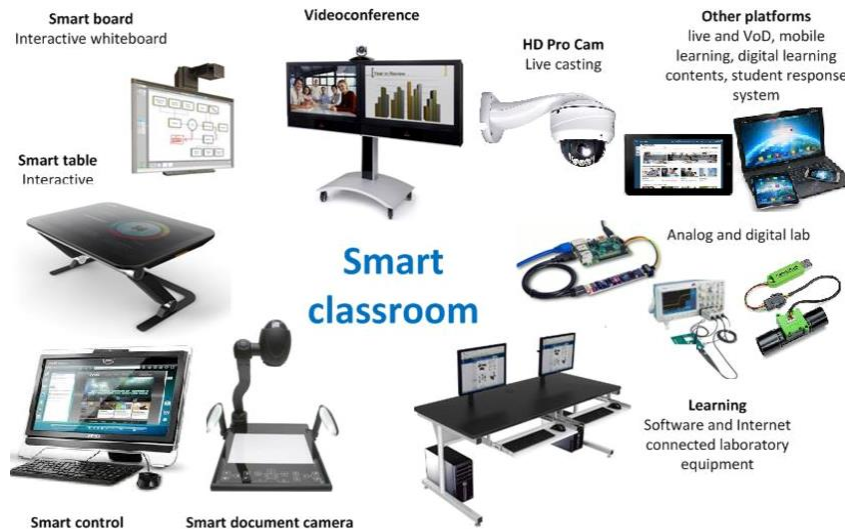 Smart board
Interactive whiteboard
Videoconference
HD Pro Cam
Live casting
Other platforms
live and VoD, mobile
learning, digital learning
contents, student response
system
Smart table
Interactive
Analog and digital lab
Smart
classroom
Learning
Software and Internet
connected laboratory
equipment
Smart control
Smart document camera